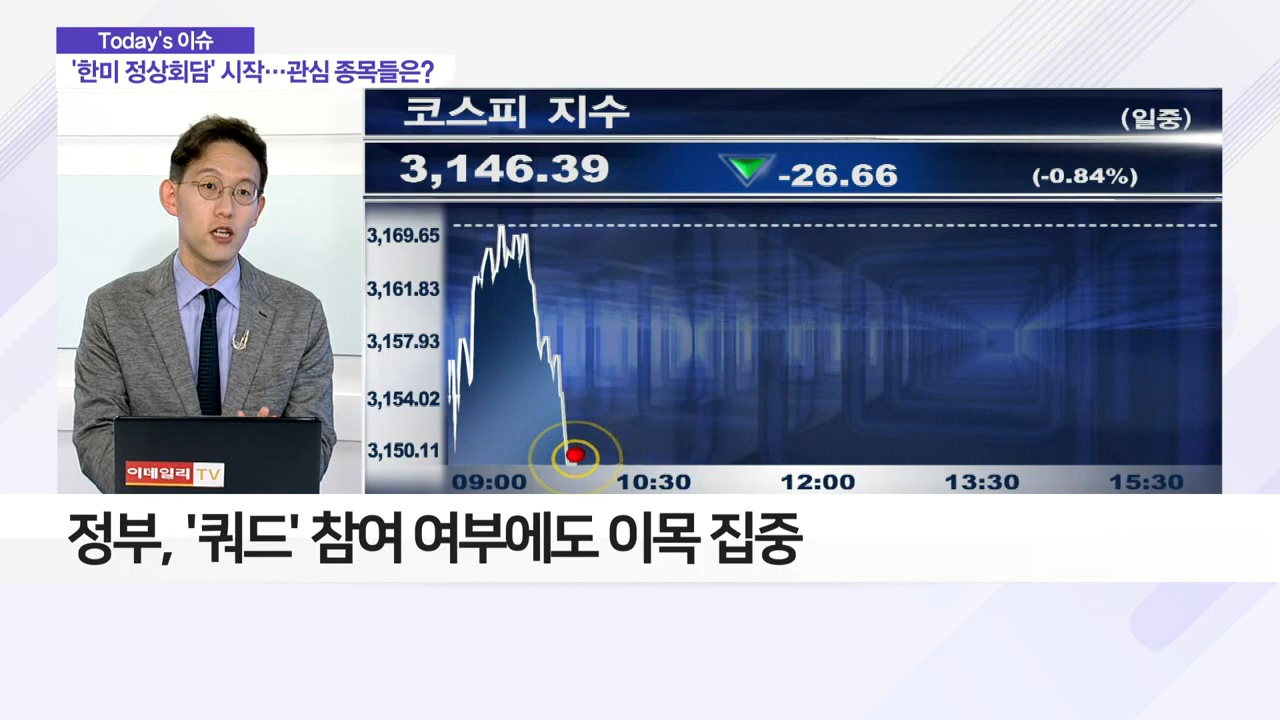 Today's 이슈
'한미 정상회담' 시작…관심 종목들은?
코스피 지수
(일중)
3,146.39
-26.66
(-0.84%)
3,169.65
3,161.83
3,157.93
3,154.02
3,150.11
09:00
10:30
12:00
13:30
15:30
이데일리TV
정부, '쿼드' 참여 여부에도 이목 집중